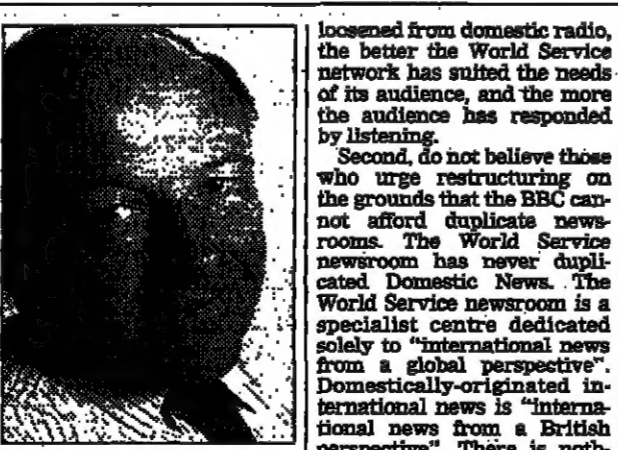 loosened from domestic radio,
the better the World Service
network has suited the needs
of its audience, and the more
the audience has responded
by listening.
Second, do not believe those
who urge restructuring on
the grounds that the BBC can-
not afford duplicate news-
rooms. The World Service
newsroom has never dupli-
cated Domestic News. The
World Service newsroom is a
specialist centre dedicated
solely to “international news
from a global perspective”.
Domestically-originated in-
ternational news is “interna-
tional news from a British
perspective”. There is noth-